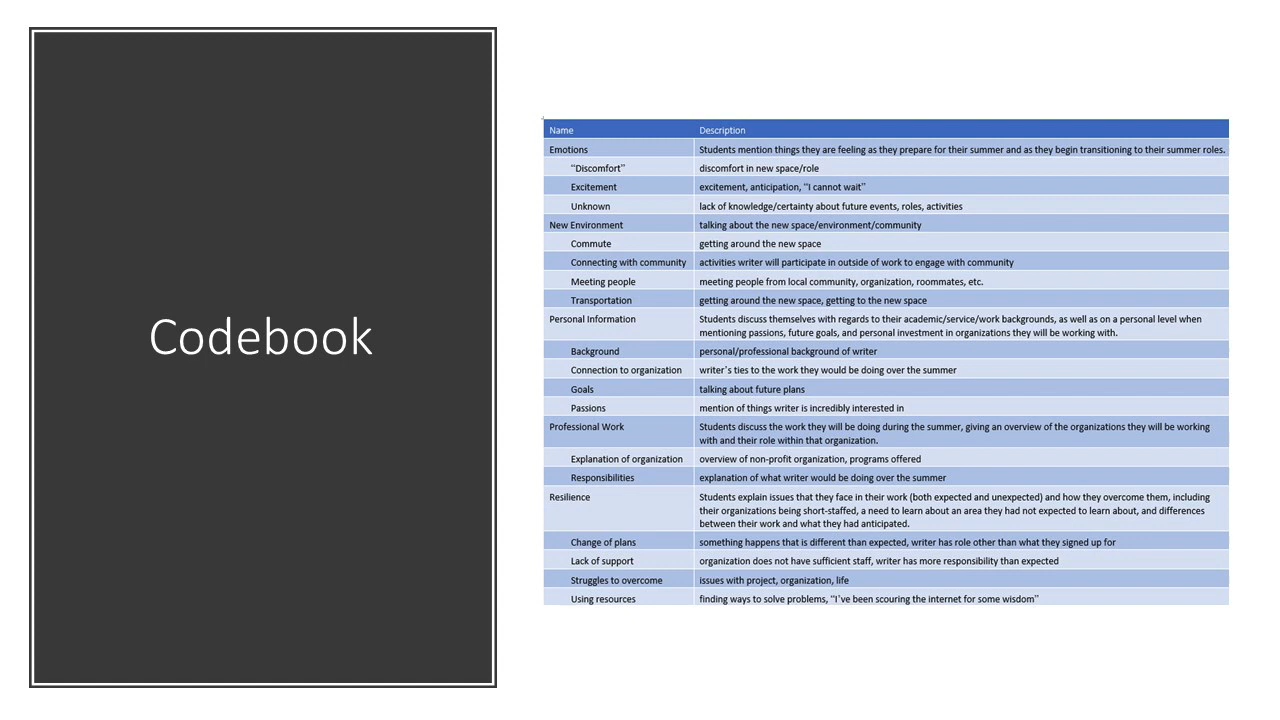 Codebook
Name Description
Emotions Students mention things they are feeling as they prepare for their summer and as they begin transitioning to their summer roles.
“Discomfort” discomfort in new space/role
Excitement excitement, anticipation, “I cannot wait”
Unknown lack of knowledge/certainty about future events, roles, activities
New Environment talking about the new space/environment/community
Commute getting around the new space
Connecting with community activities writer will participate in outside of work to engage with community
Meeting people meeting people from local community, organization, roommates, etc.
Transportation getting around the new space, getting to the new space
Personal Information Students discuss themselves with regards to their academic/service/work backgrounds, as well as on a personal level when
mentioning passions, future goals, and personal investment in organizations they will be working with.
Background personal/professional background of writer
Connection to organization writer’s ties to the work they would be doing over the summer
Goals talking about future plans
Passions mention of things writer is incredibly interested in
Professional Work Students discuss the work they will be doing during the summer, giving an overview of the organizations they will be working
with and their role within that organization.
Explanation of organization overview of non-profit organization, programs offered
Responsibilities explanation of what writer would be doing over the summer
Resilience Students explain issues that they face in their work (both expected and unexpected) and how they overcome them, including
their organizations being short-staffed, a need to learn about an area they had not expected to learn about, and differences
between their work and what they had anticipated.
Change of plans something happens that is different than expected, writer has role other than what they signed up for
Lack of support organization does not have sufficient staff, writer has more responsibility than expected
Struggles to overcome issues with project, organization, life
Using resources finding ways to solve problems, “I’ve been scouring the internet for some wisdom”